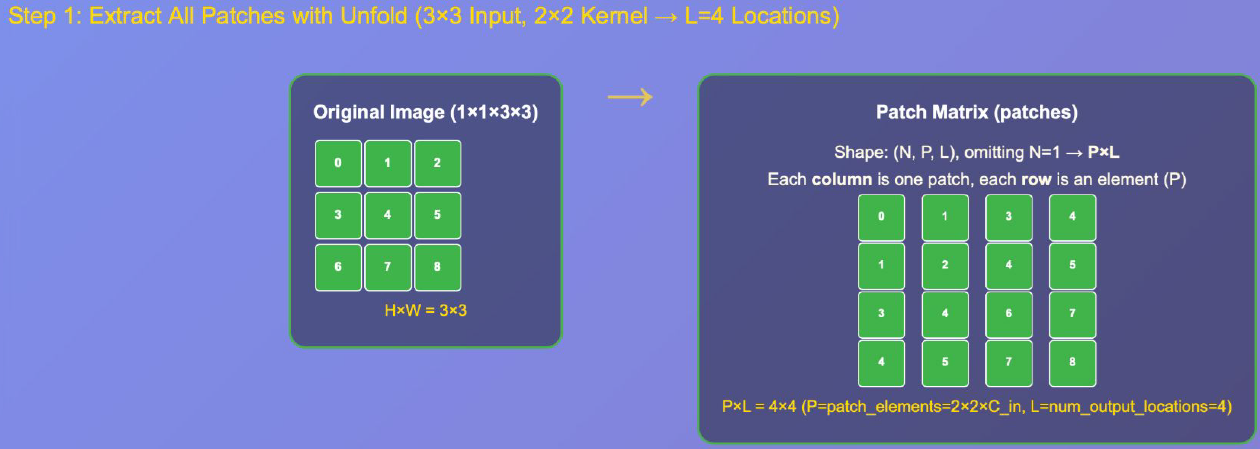 Step 1: Extract All Patches with Unfold (3×3 Input, 2×2 Kernel → L=4 Locations)
Original Image (1×1×3×3)
0 1 2
3 4 5
6 7 8
H×W = 3×3
→
Patch Matrix (patches)
Shape: (N, P, L), omitting N=1 → P×L
Each column is one patch, each row is an element (P)
0 1 3 4
1 2 4 5
3 4 6 7
4 5 7 8
P×L = 4×4 (P=patch_elements=2×2×C_in, L=num_output_locations=4)